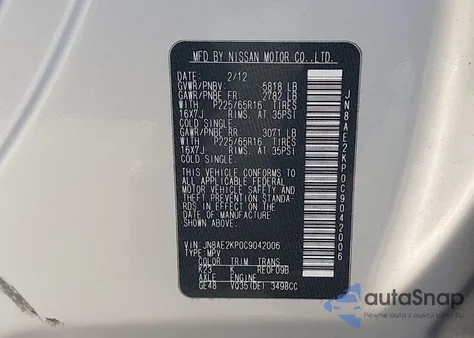 MFD BY NISSAN MOTOR CO.,LTD.
DATE: 2/12
GVWR/PNBV: 5818 LB
GAWR/PNBE FR: 2782 LB
WITH P225/65R16 TIRES
16X7J RIMS. AT 35PSI
COLD SINGLE.
GAWR/PNBE RR 3071 LB
WITH P225/65R16 TIRES
16X7J RIMS. AT 35PSI
COLD SINGLE.
THIS VEHICLE CONFORMS TO
ALL APPLICABLE FEDERAL
MOTOR VEHICLE SAFETY AND
THEFT PREVENTION STANDA-
RDS IN EFFECT ON THE
DATE OF MANUFACTURE
SHOWN ABOVE.
VIN: JN8AE2KP0C9042006
TYPE: MPV
COLOR TRIM TRANS
K23 K RE0F09B
AXLE ENGINE
GE48 VQ35(DE) 3498CC
JN8AE2KP0C9042006
autoSnap
www.autosnap.com